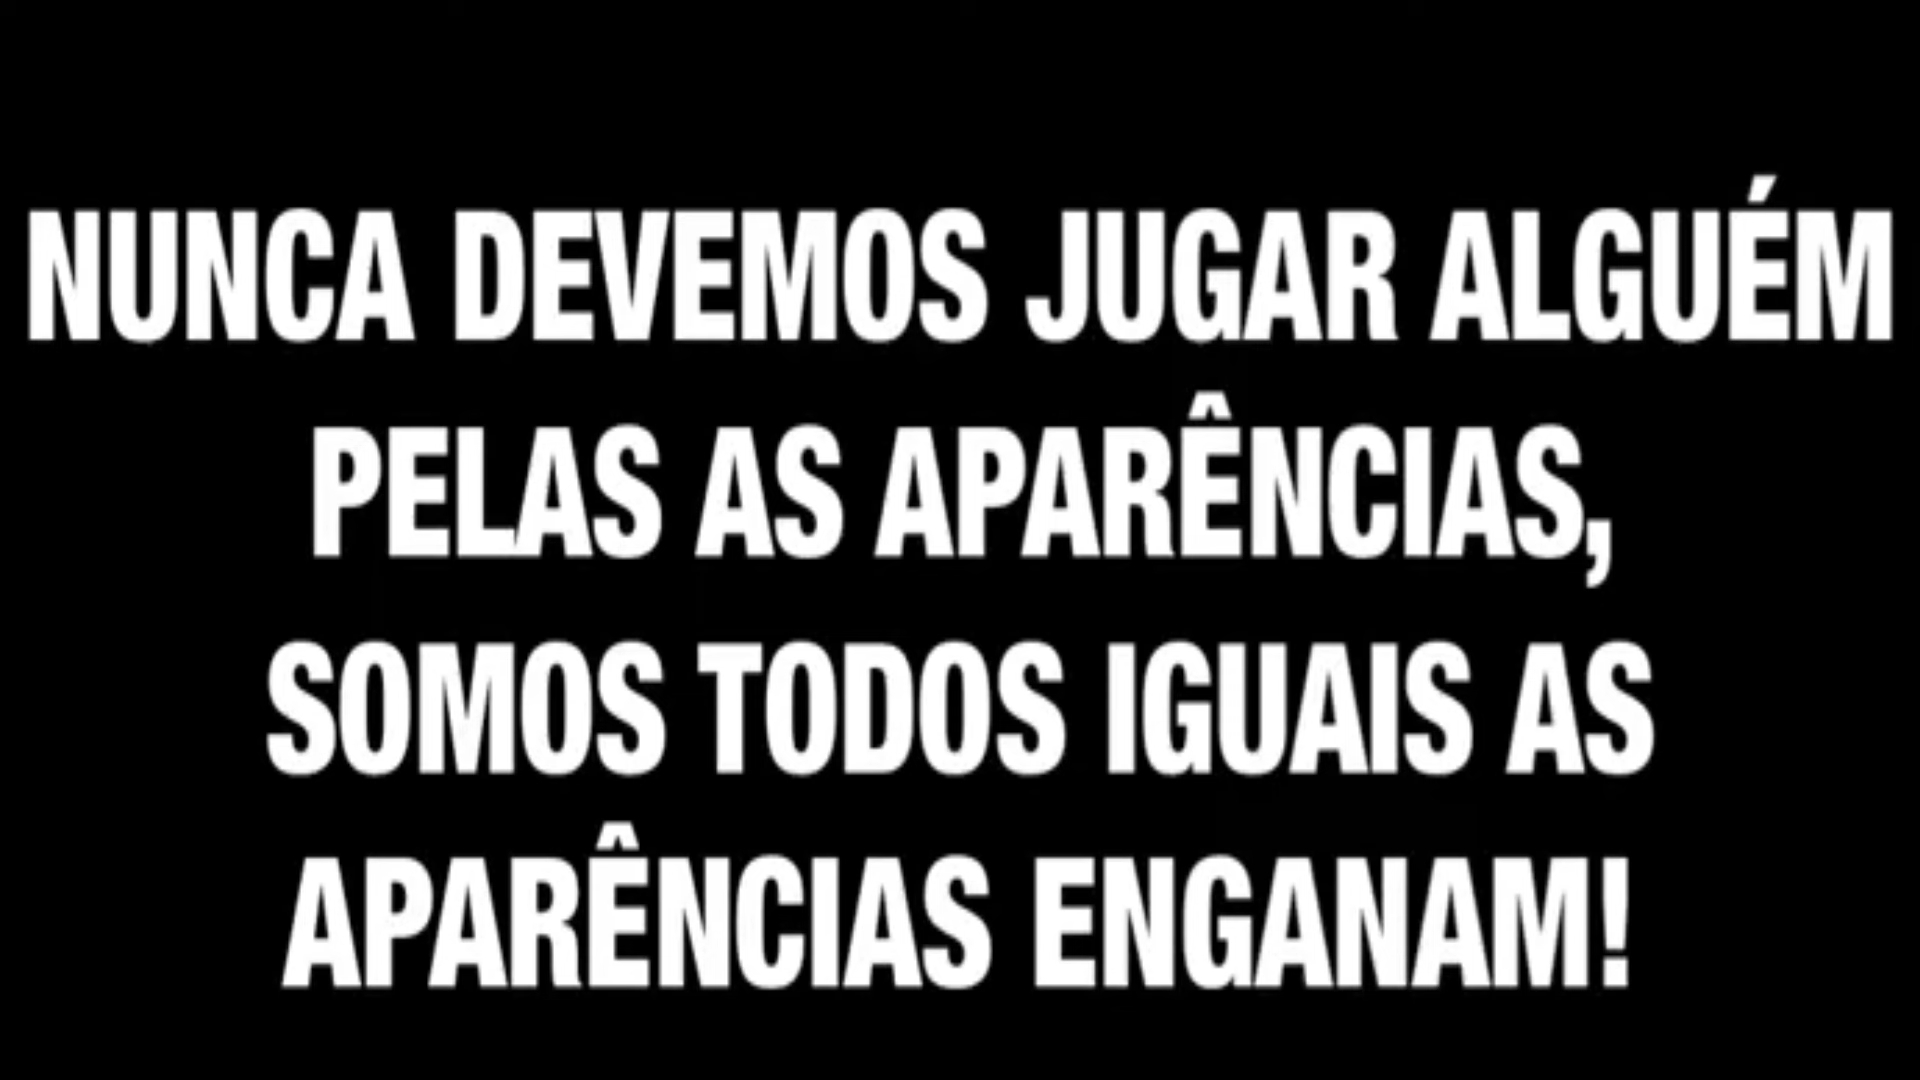 NUNCA DEVEMOS JUGAR ALGUÉM
PELAS AS APARÊNCIAS,
SOMOS TODOS IGUAIS AS
APARÊNCIAS ENGANAM!